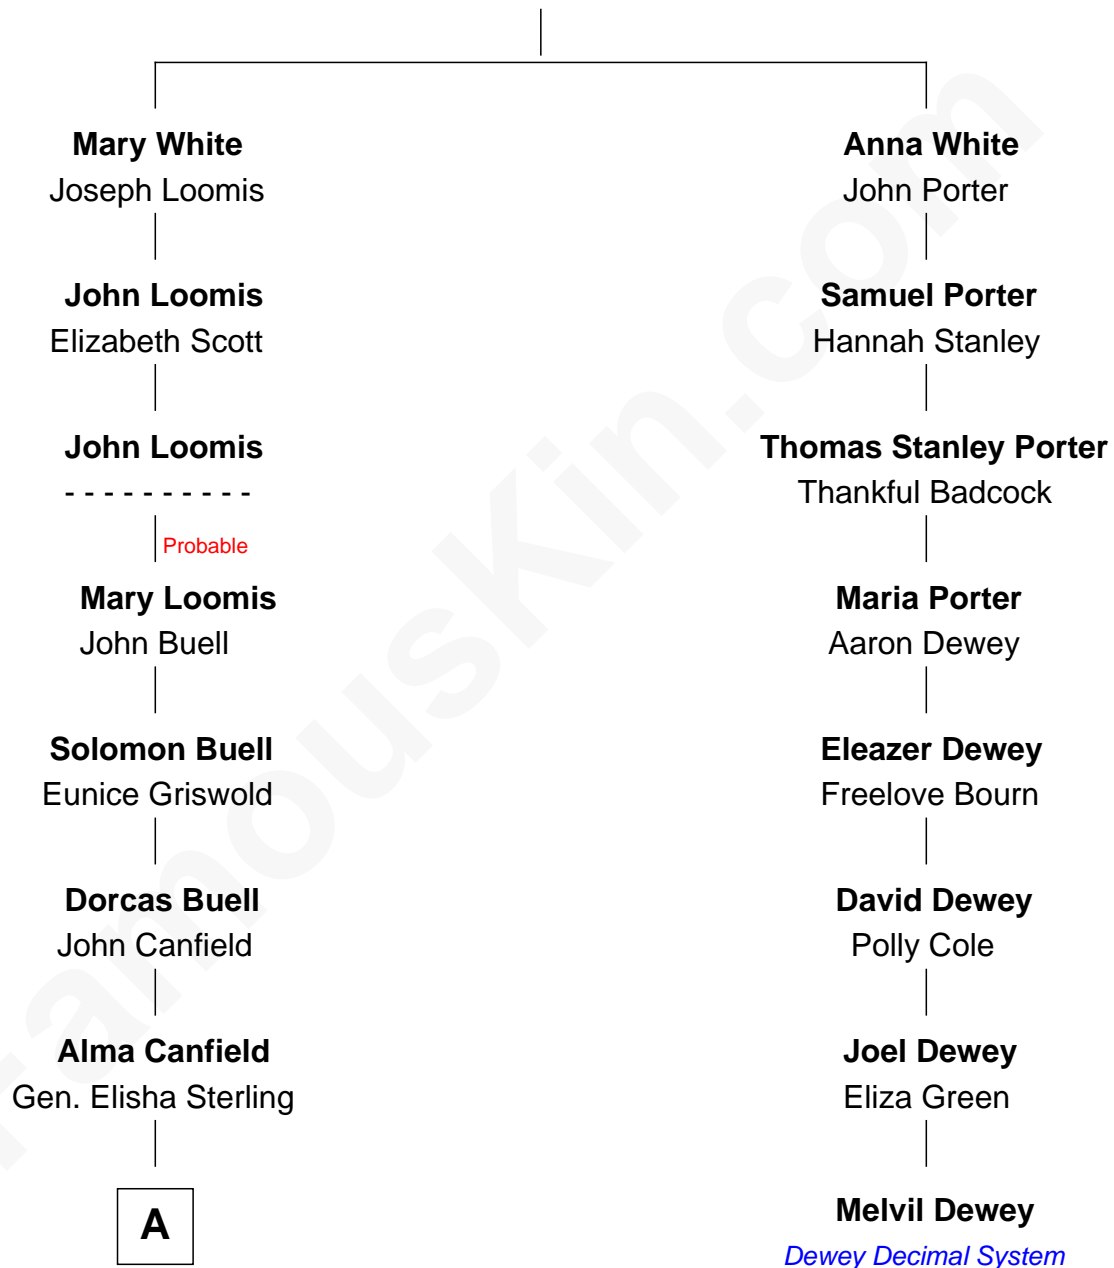 Mary White
Joseph Loomis
John Loomis
Elizabeth Scott
John Loomis
- - - - - - - - - -
Probable
Mary Loomis
John Buell
Solomon Buell
Eunice Griswold
Dorcas Buell
John Canfield
Alma Canfield
Gen. Elisha Sterling
A
Anna White
John Porter
Samuel Porter
Hannah Stanley
Thomas Stanley Porter
Thankful Badcock
Maria Porter
Aaron Dewey
Eleazer Dewey
Freelove Bourn
David Dewey
Polly Cole
Joel Dewey
Eliza Green
Melvil Dewey
Dewey Decimal System
FamousKin.com